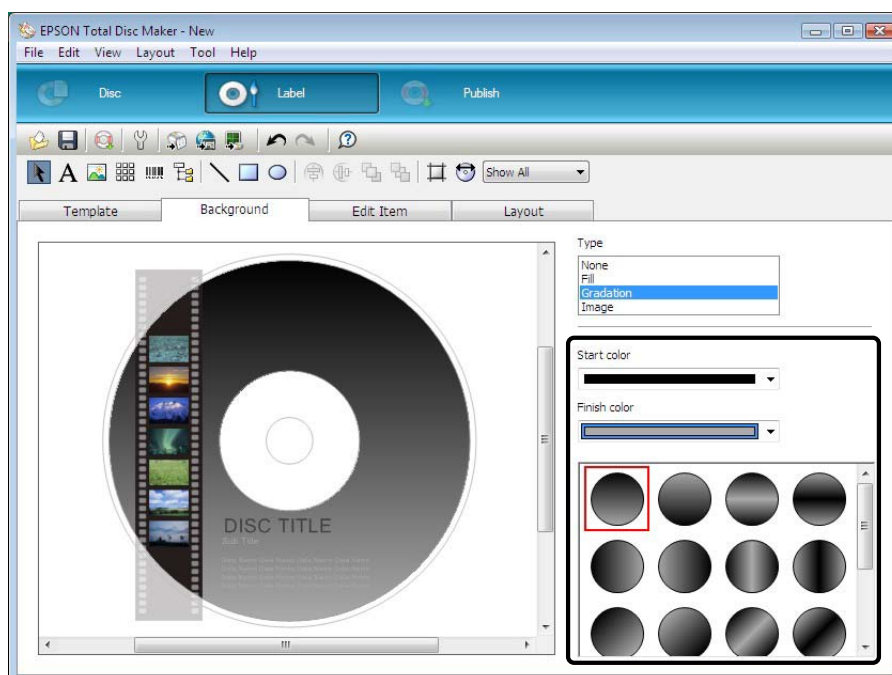 EPSON Total Disc Maker - New
File Edit View Layout Tool Help
Disc Label Publish
A Show All
Template Background Edit Item Layout
Type
None
Fill
Gradation
Image
Start color
Finish color
DISC TITLE
Sub Title